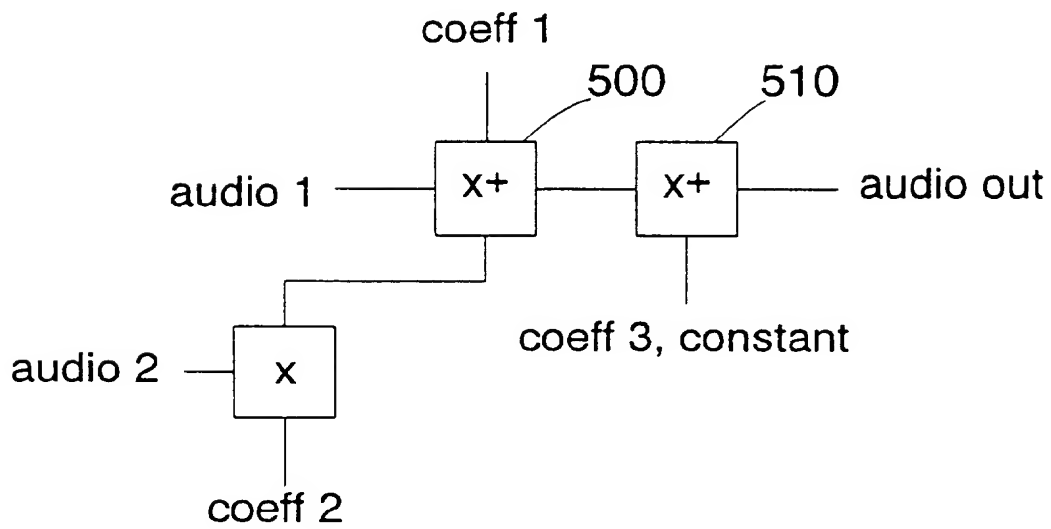 coeff 1
500
510
audio 1
x+
x+
audio out
coeff 3, constant
audio 2
x
coeff 2